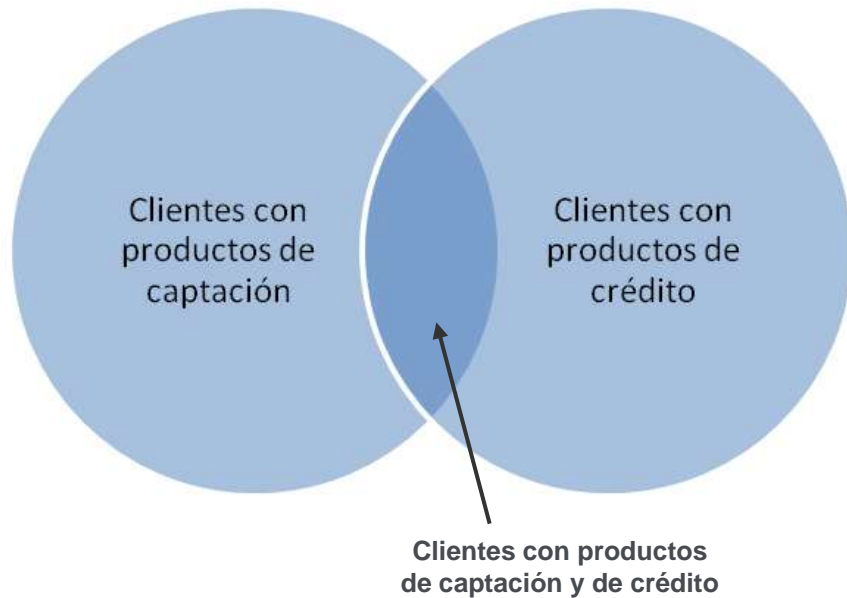 Clientes con
productos de
captación
Clientes con
productos de
crédito
Clientes con productos
de captación y de crédito